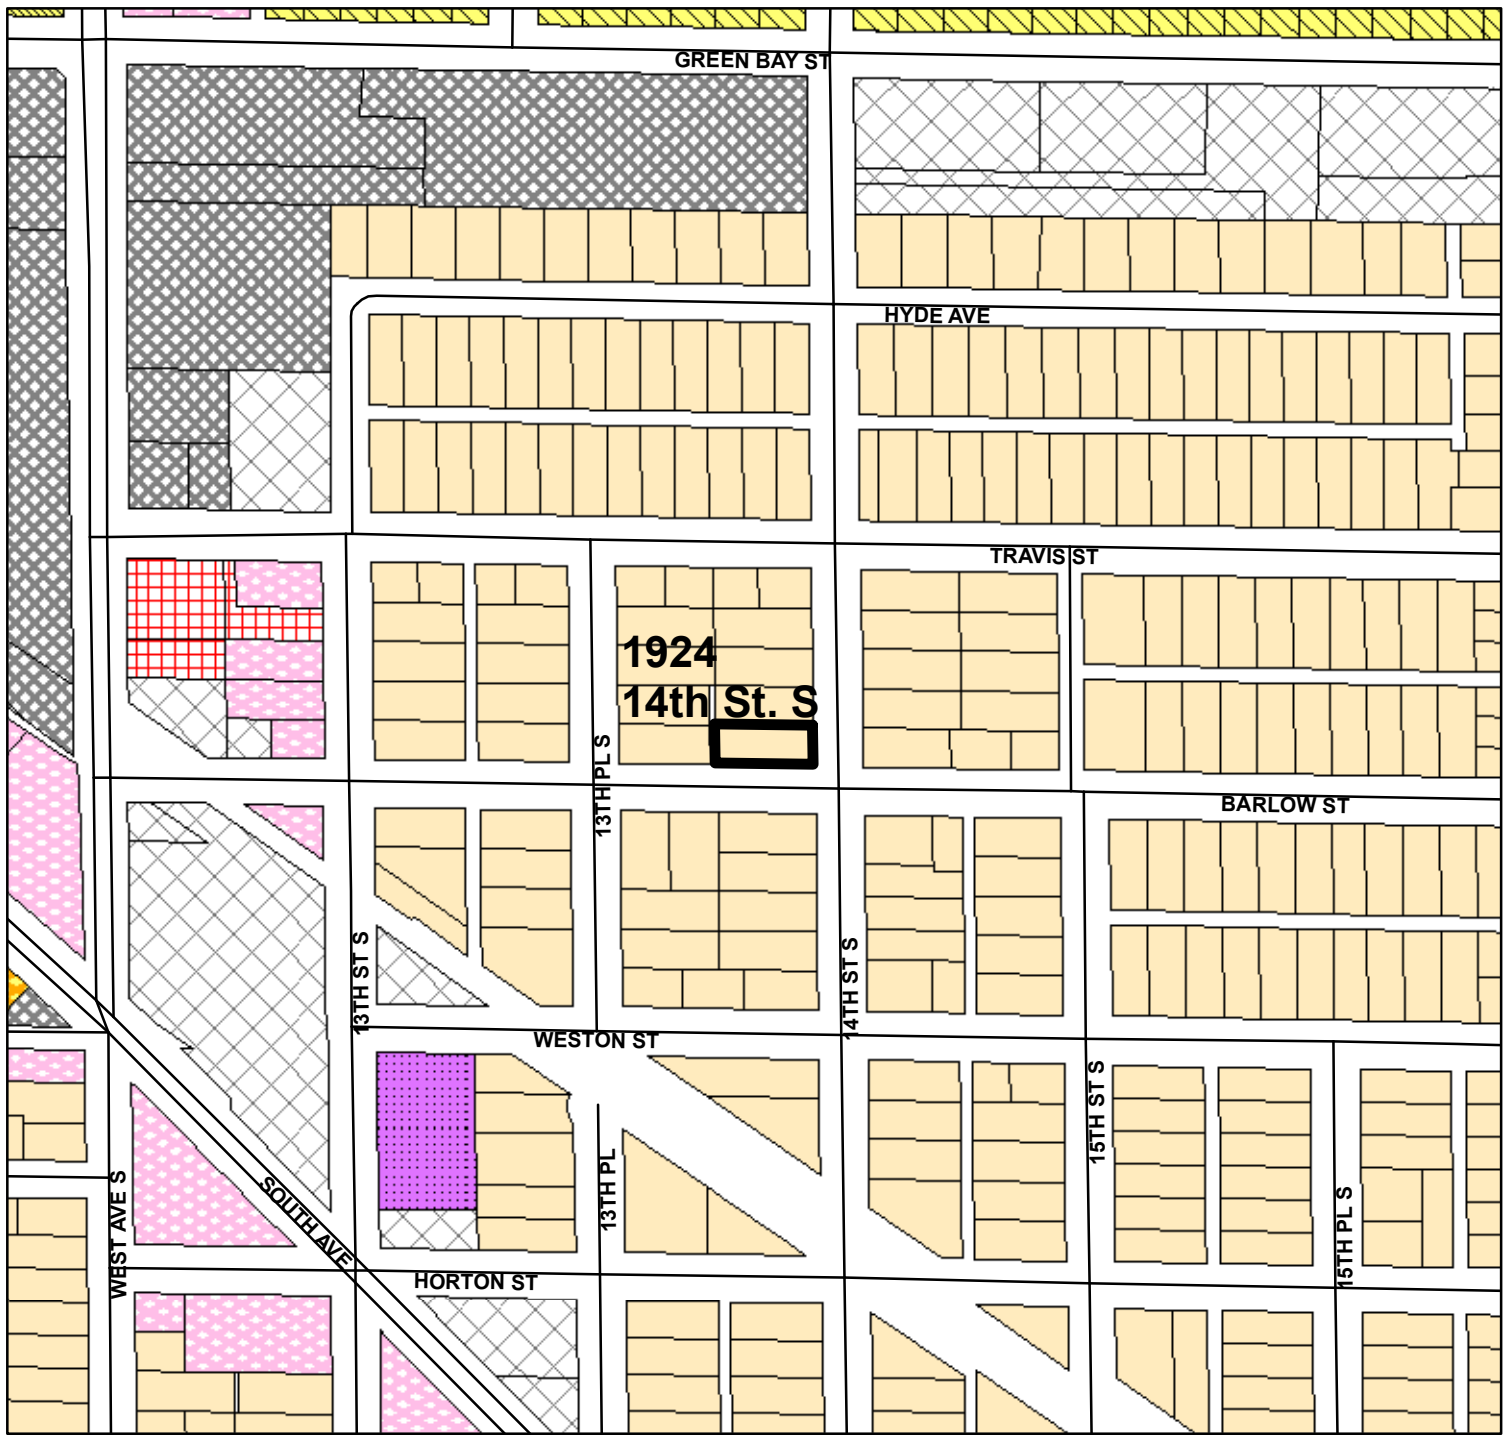 GREEN BAY ST
HYDE AVE
TRAVIS ST
1924
14th St. S
13TH PL S
BARLOW ST
13TH ST S
14TH ST S
WESTON ST
15TH ST S
13TH PL
WEST AVE S
SOUTH AVE
15TH PL S
HORTON ST